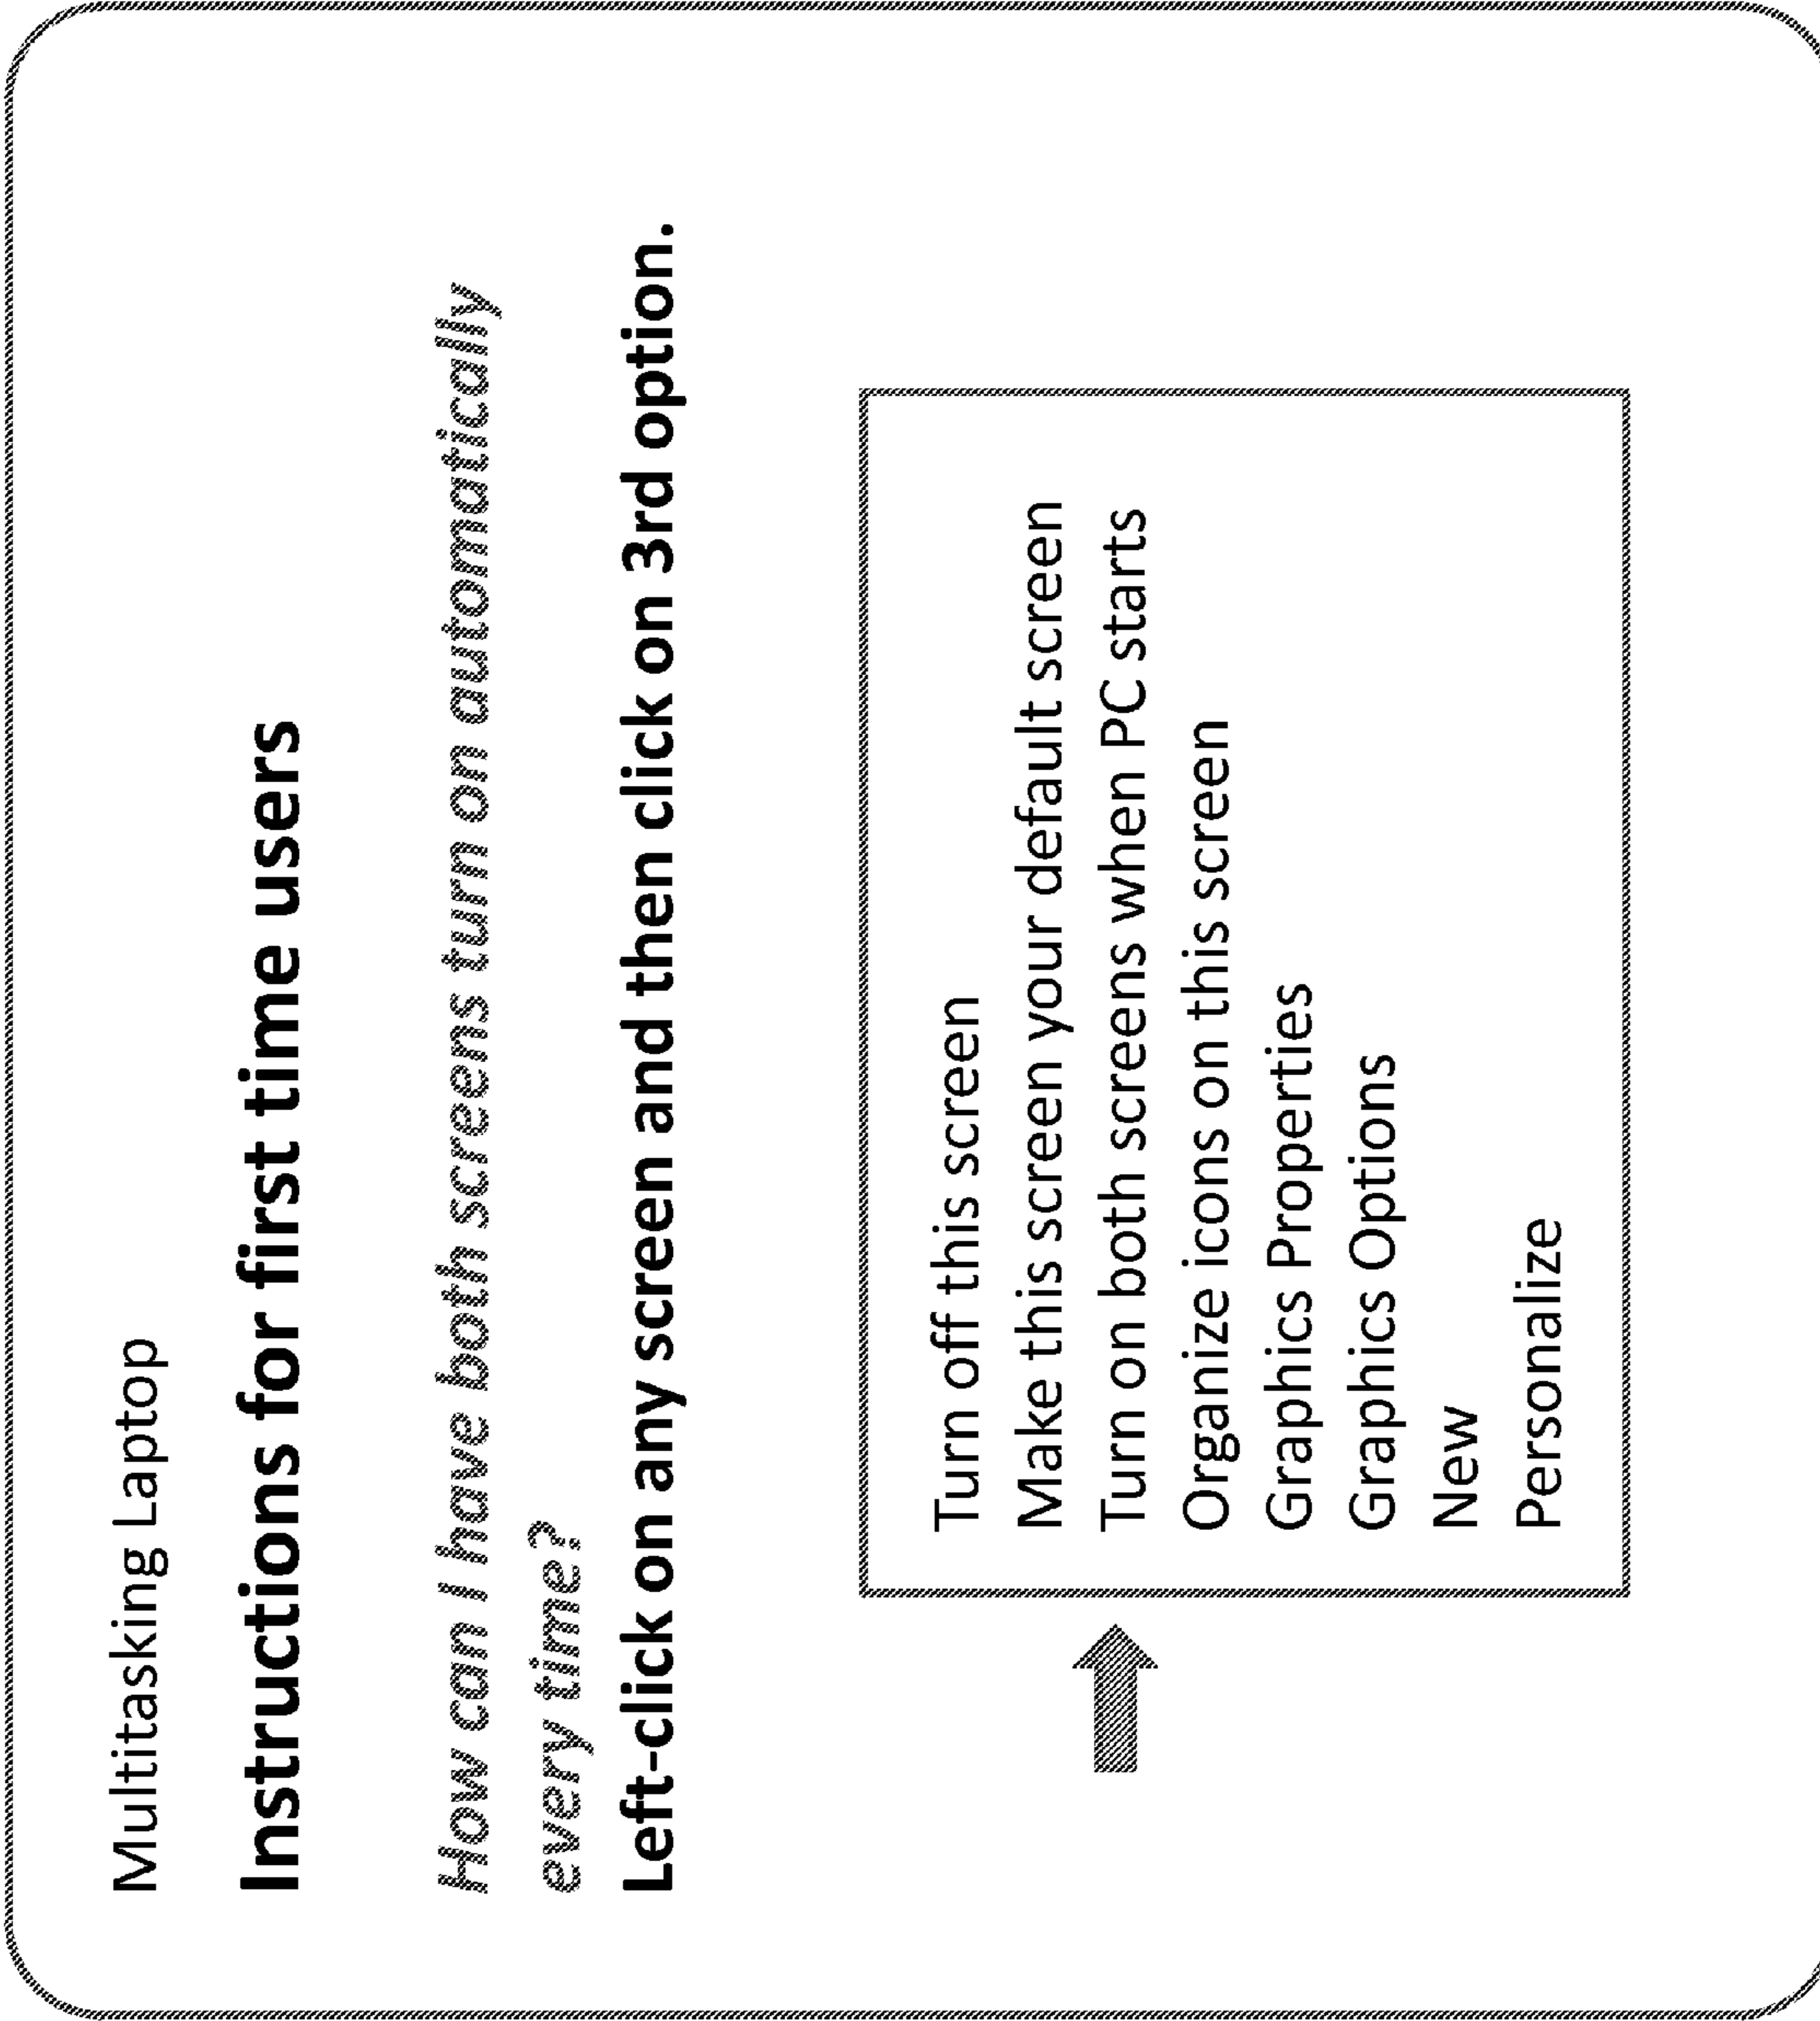 Multitasking Laptop
Instructions for first time users
How can I have both screens turn on automatically
every time?
Left-click on any screen and then click on 3rd option.
Turn off this screen
Make this screen your default screen
Turn on both screens when PC starts
Organize icons on this screen
Graphics Properties
Graphics Options
New
Personalize